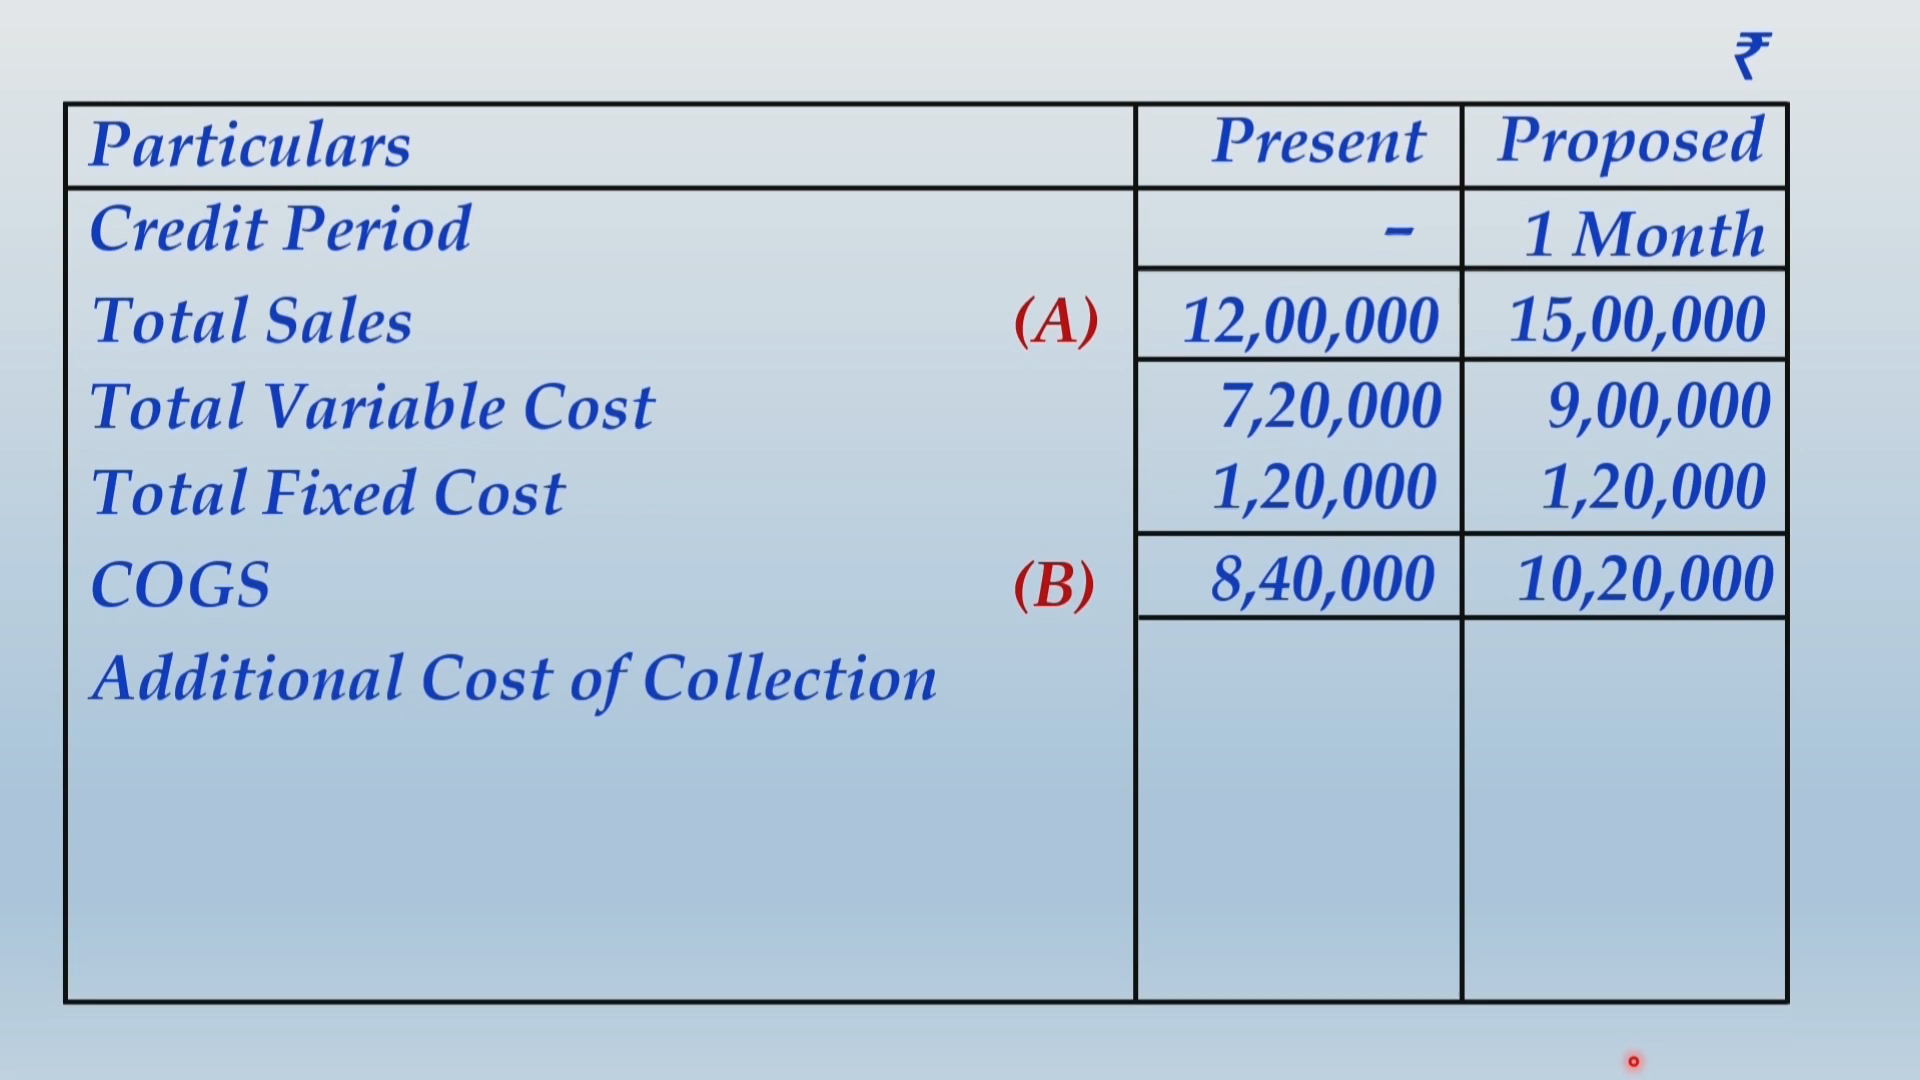 ₹
Particulars Present Proposed
Credit Period - 1 Month
Total Sales (A) 12,00,000 15,00,000
Total Variable Cost 7,20,000 9,00,000
Total Fixed Cost 1,20,000 1,20,000
COGS (B) 8,40,000 10,20,000
Additional Cost of Collection